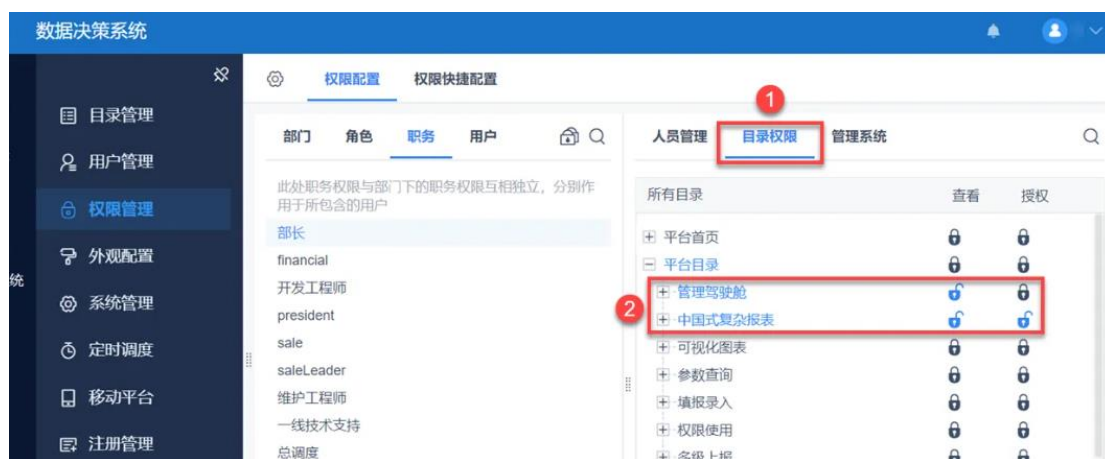 数据决策系统
统
目录管理
用户管理
权限管理
外观配置
系统管理
定时调度
移动平台
注册管理
权限配置 权限快捷配置
部门 角色 职务 用户
此处职务权限与部门下的职务权限互相独立，分别作
用于所包含的用户
部长
financial
开发工程师
president
sale
saleLeader
维护工程师
一线技术支持
总调度
1
人员管理 目录权限 管理系统
所有目录 查看 授权
平台首页
平台目录
2
管理驾驶舱
中国式复杂报表
可视化图表
参数查询
填报录入
权限使用
多级上报